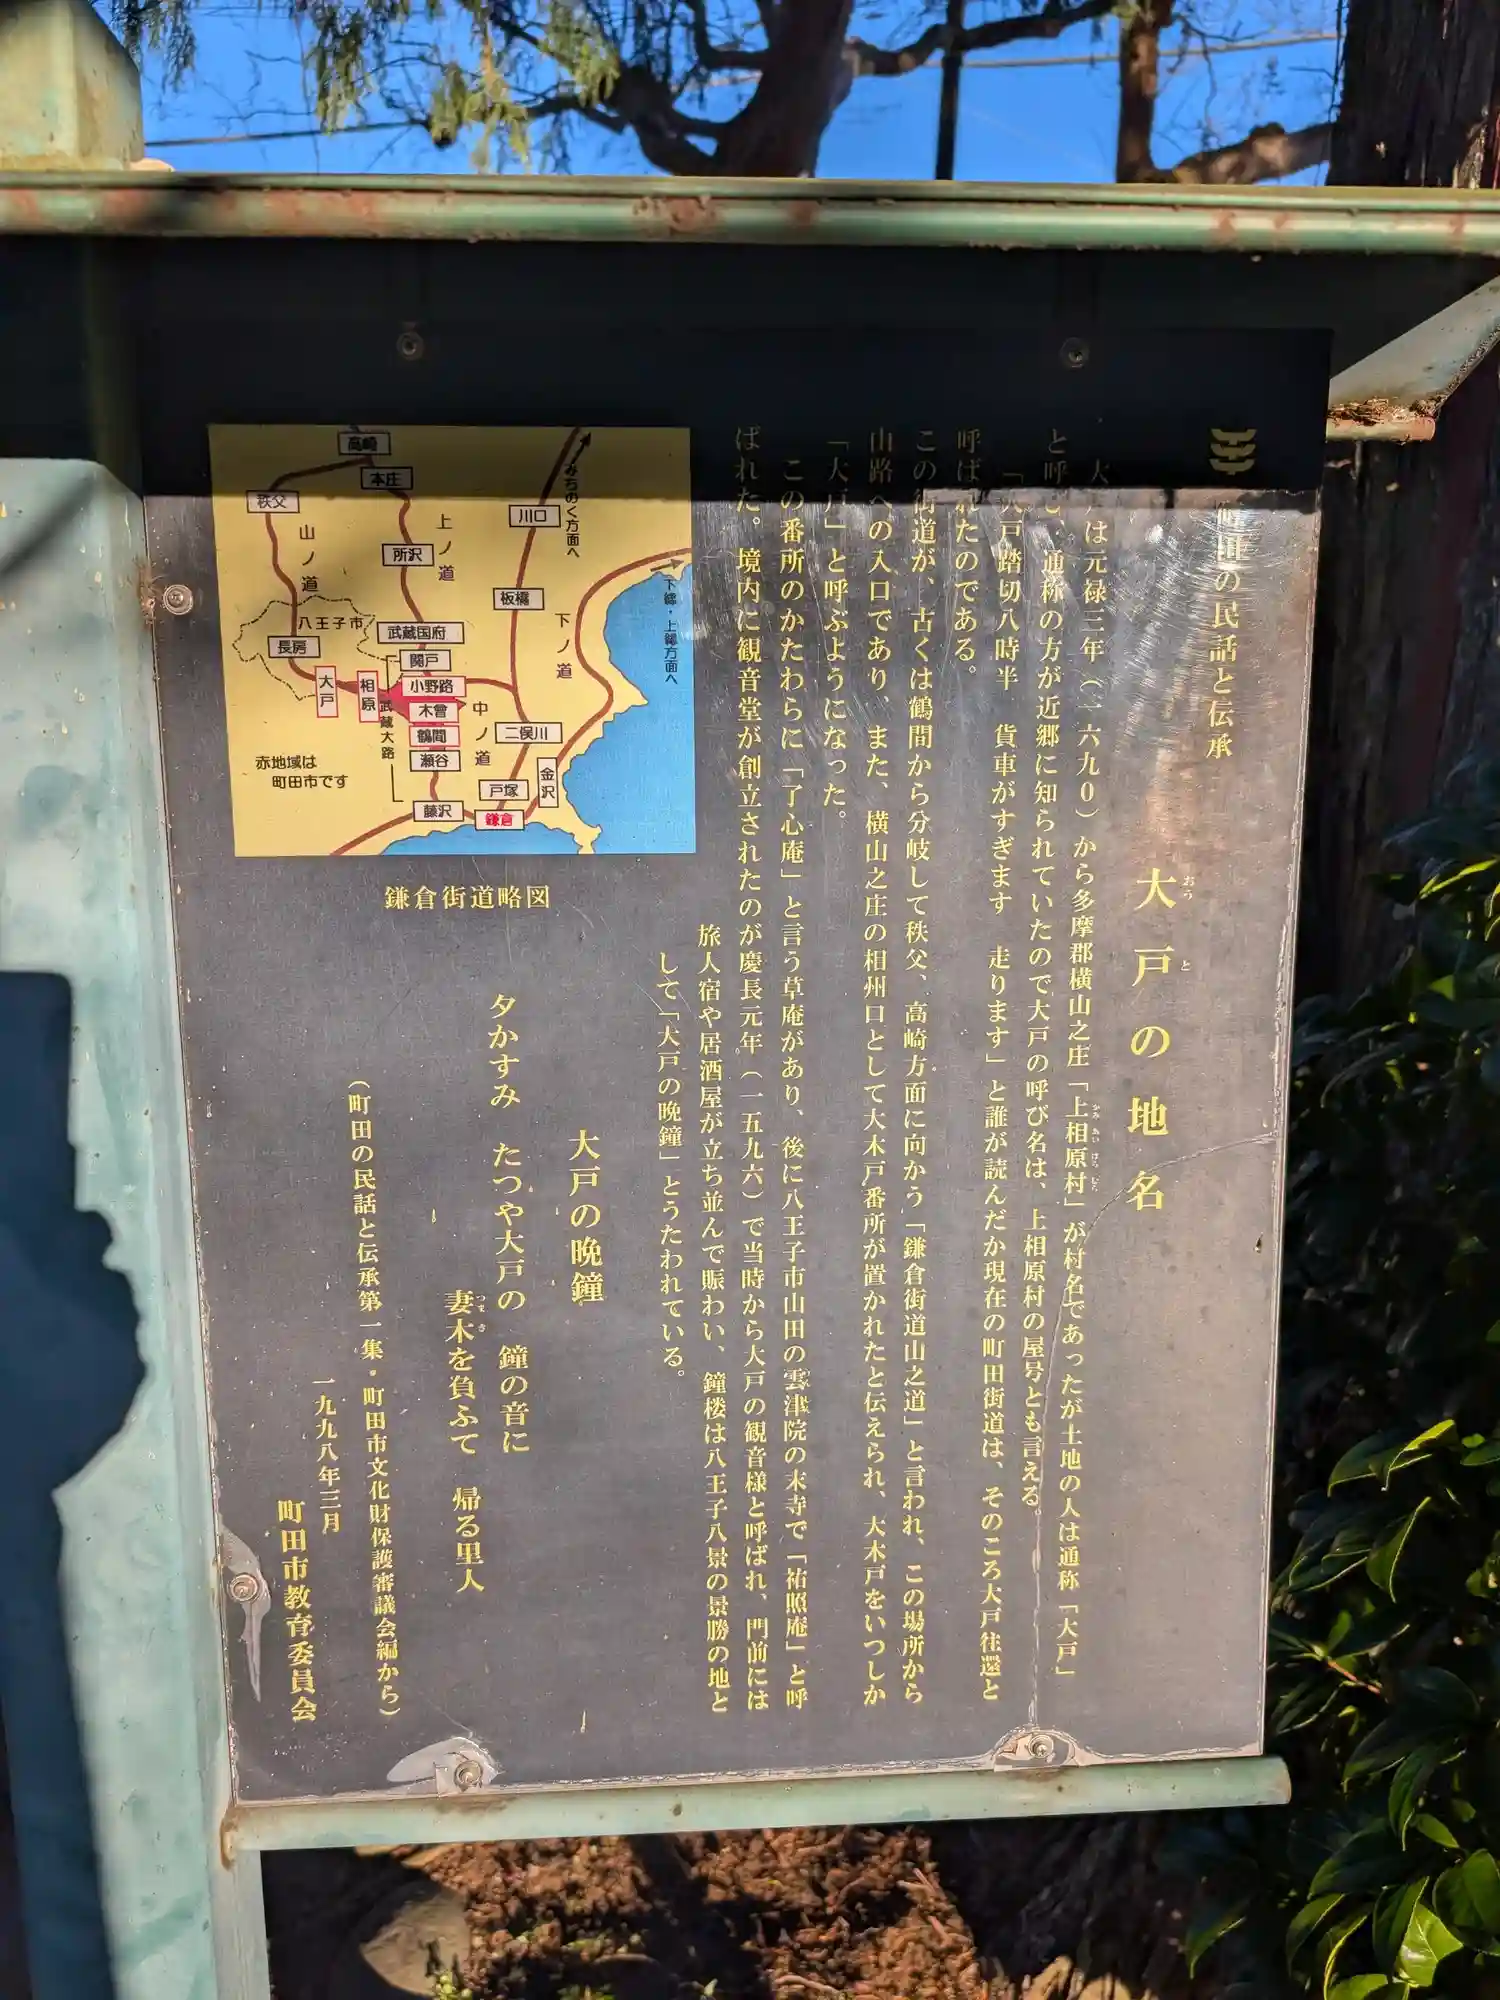 町田の民話と伝承
大戸の地名
おう と
大戸は元禄三年（一六九〇）から多摩郡横山之庄「上相原村」が村名であったが土地の人は通称「大戸」
かみ あい はら むら
と呼び、通称の方が近郷に知られていたので大戸の呼び名は、上相原村の屋号とも言える。
「大戸踏切八時半　貨車がすぎます　走ります」と誰が読んだか現在の町田街道は、そのころ大戸往還と
呼ばれたのである。
この街道が、古くは鶴間から分岐して秩父、高崎方面に向かう「鎌倉街道山之道」と言われ、この場所から
山路への入口であり、また、横山之庄の相州口として大木戸番所が置かれたと伝えられ、大木戸をいつしか
「大戸」と呼ぶようになった。
この番所のかたわらに「了心庵」と言う草庵があり、後に八王子市山田の雲津院の末寺で「祐照庵」と呼
ばれた。境内に観音堂が創立されたのが慶長元年（一五九六）で当時から大戸の観音様と呼ばれ、門前には
旅人宿や居酒屋が立ち並んで賑わい、鐘楼は八王子八景の景勝の地と
して「大戸の晩鐘」とうたわれている。
大戸の晩鐘
夕かすみ　たつや大戸の　鐘の音に
妻木を負ふて　帰る里人
つま き
（町田の民話と伝承第一集・町田市文化財保護審議会編から）
一九九八年三月
町田市教育委員会
高崎
本庄
秩父
山ノ道
上ノ道
所沢
川口
みちのく方面へ
板橋
下ノ道
下総・上総方面へ
八王子市
長房
武蔵国府
関戸
大戸
相原
小野路
木曽
鶴間
瀬谷
武蔵大路
中ノ道
二俣川
金沢
戸塚
藤沢
鎌倉
赤地域は
町田市です
鎌倉街道略図